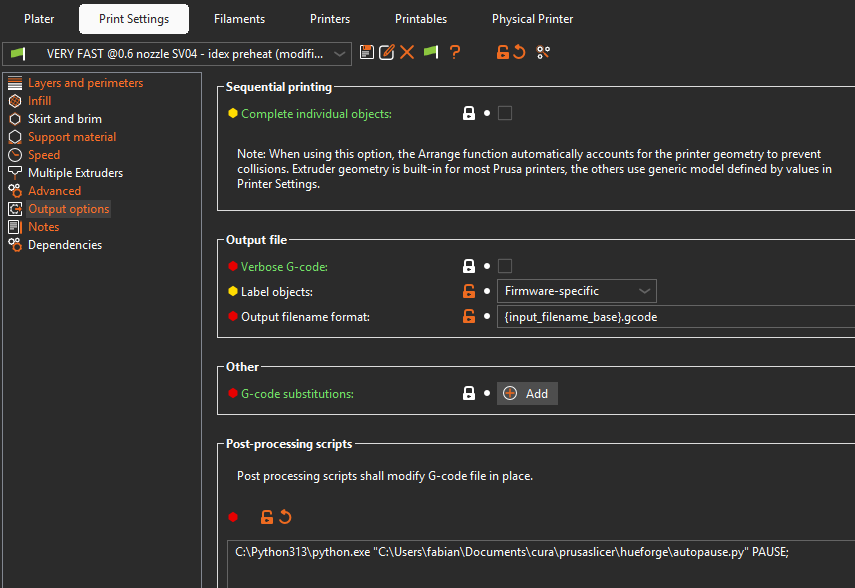 Plater
Print Settings
Filaments
Printers
Printables
Physical Printer
VERY FAST @0.6 nozzle SV04 - idex preheat (modifi...
?
Layers and perimeters
Infill
Skirt and brim
Support material
Speed
Multiple Extruders
Advanced
Output options
Notes
Dependencies
Sequential printing
Complete individual objects:
Note: When using this option, the Arrange function automatically accounts for the printer geometry to prevent
collisions. Extruder geometry is built-in for most Prusa printers, the others use generic model defined by values in
Printer Settings.
Output file
Verbose G-code:
Label objects:
Firmware-specific
Output filename format:
{input_filename_base}.gcode
Other
G-code substitutions:
Add
Post-processing scripts
Post processing scripts shall modify G-code file in place.
C:\Python313\python.exe "C:\Users\fabian\Documents\cura\prusaslicer\hueforge\autopause.py" PAUSE;